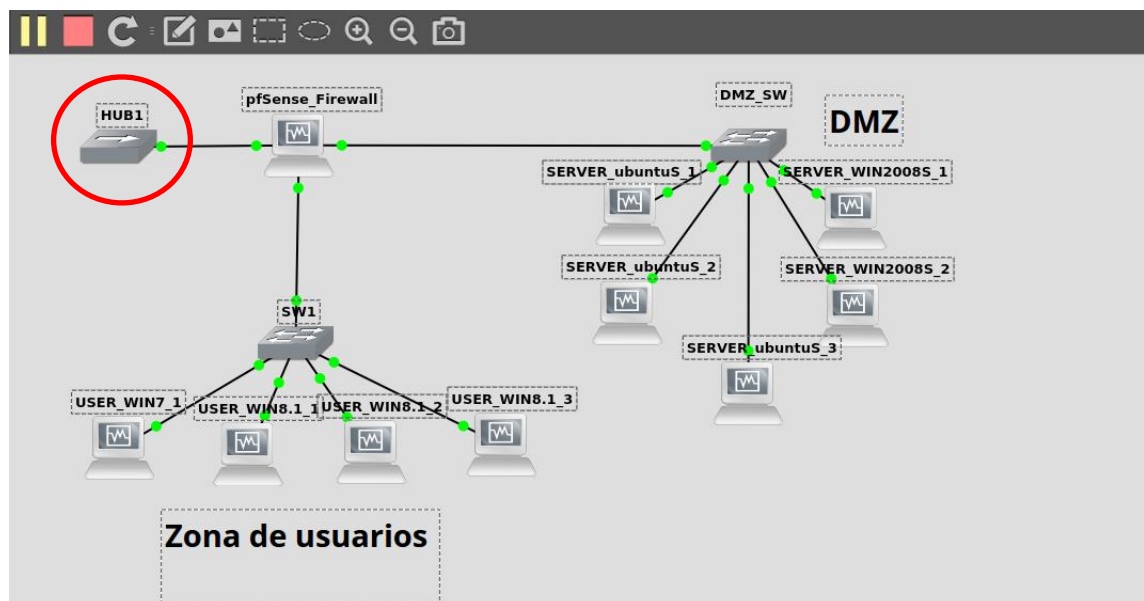 HUB1
pfSense_Firewall
DMZ_SW
DMZ
SERVER_ubuntuS_1
SERVER_WIN2008S_1
SERVER_ubuntuS_2
SERVER_WIN2008S_2
SW1
SERVER_ubuntuS_3
USER_WIN7_1
USER_WIN8.1_1
USER_WIN8.1_2
USER_WIN8.1_3
Zona de usuarios